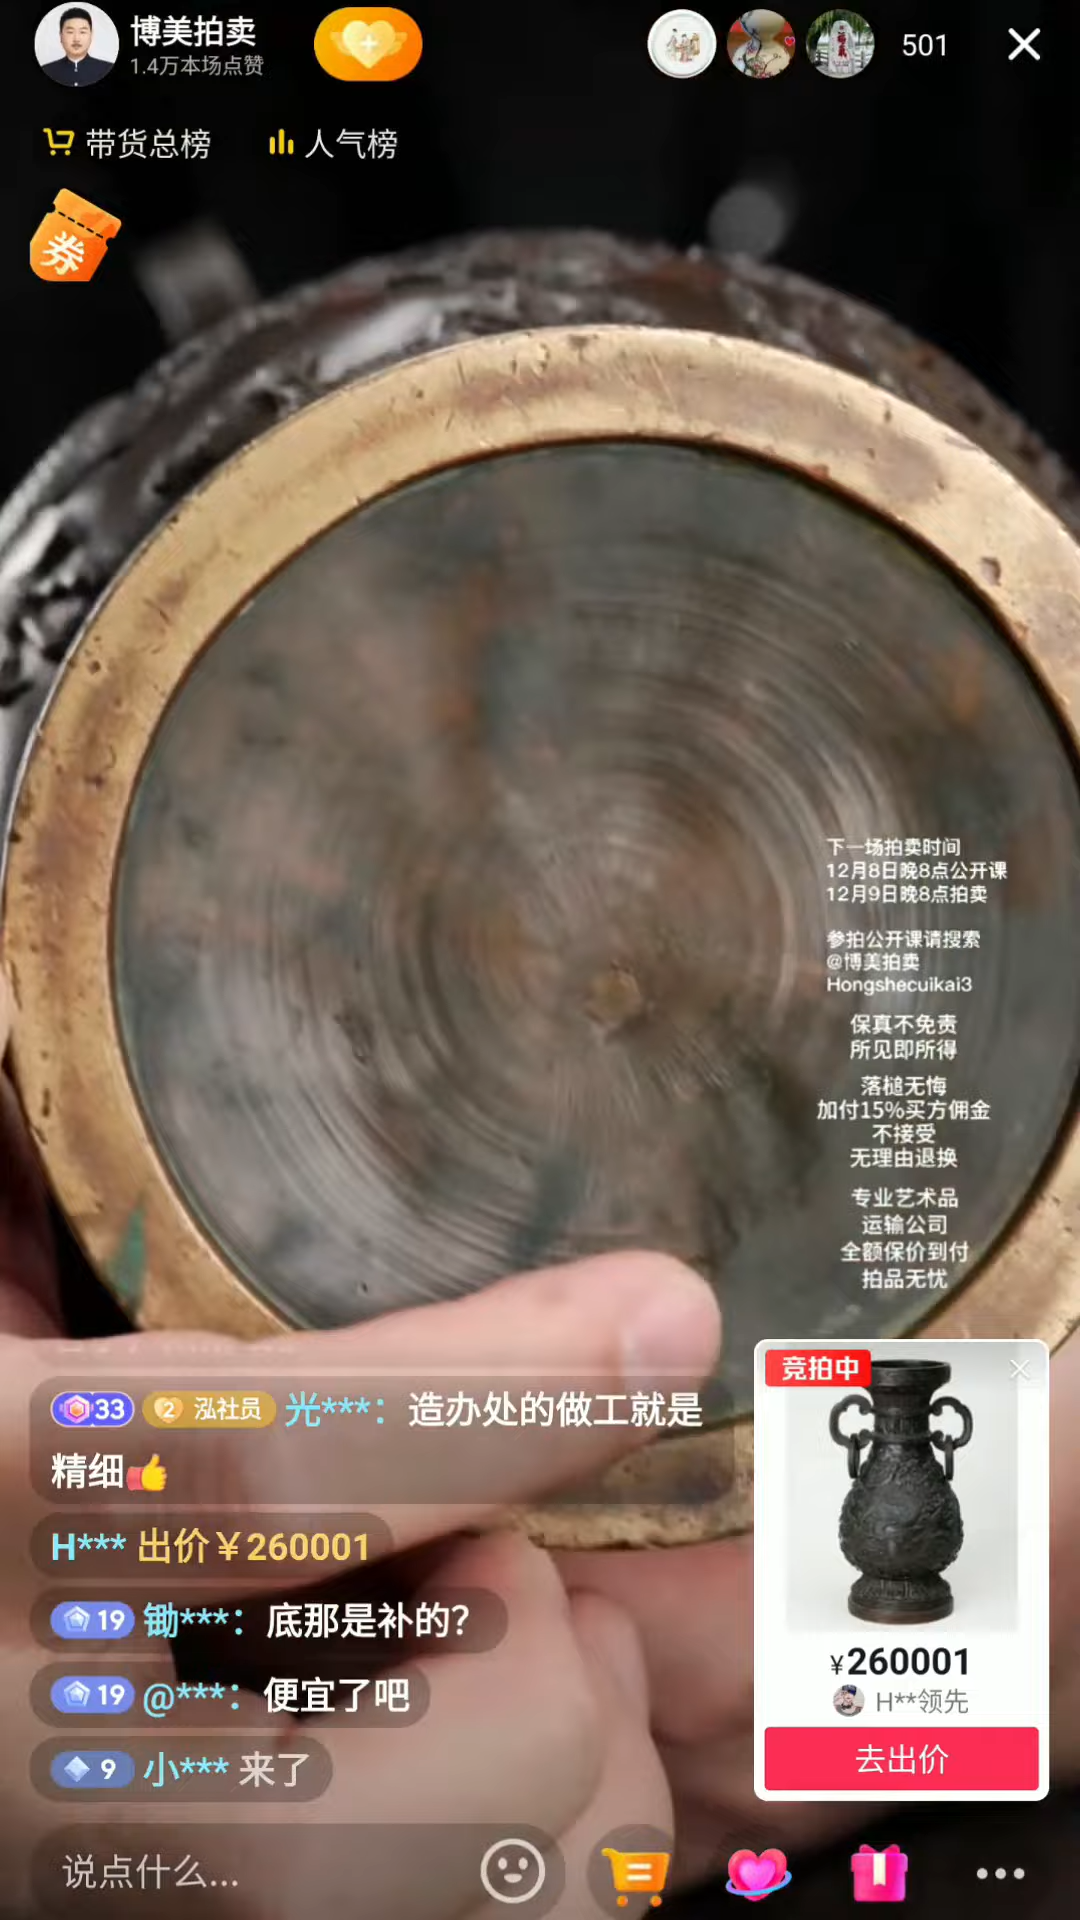 博美拍卖
1.4万本场点赞
501
带货总榜
人气榜
券
下一场拍卖时间
12月8日晚8点公开课
12月9日晚8点拍卖
参拍公开课请搜索
@博美拍卖
Hongshecuikai3
保真不免责
所见即所得
落槌无悔
加付15%买方佣金
不接受
无理由退换
专业艺术品
运输公司
全额保价到付
拍品无忧
33 2 泓社员 光***：造办处的做工就是
精细👍
H*** 出价￥260001
19 锄***：底那是补的？
19 @***：便宜了吧
9 小*** 来了
竞拍中
¥260001
H**领先
去出价
说点什么...